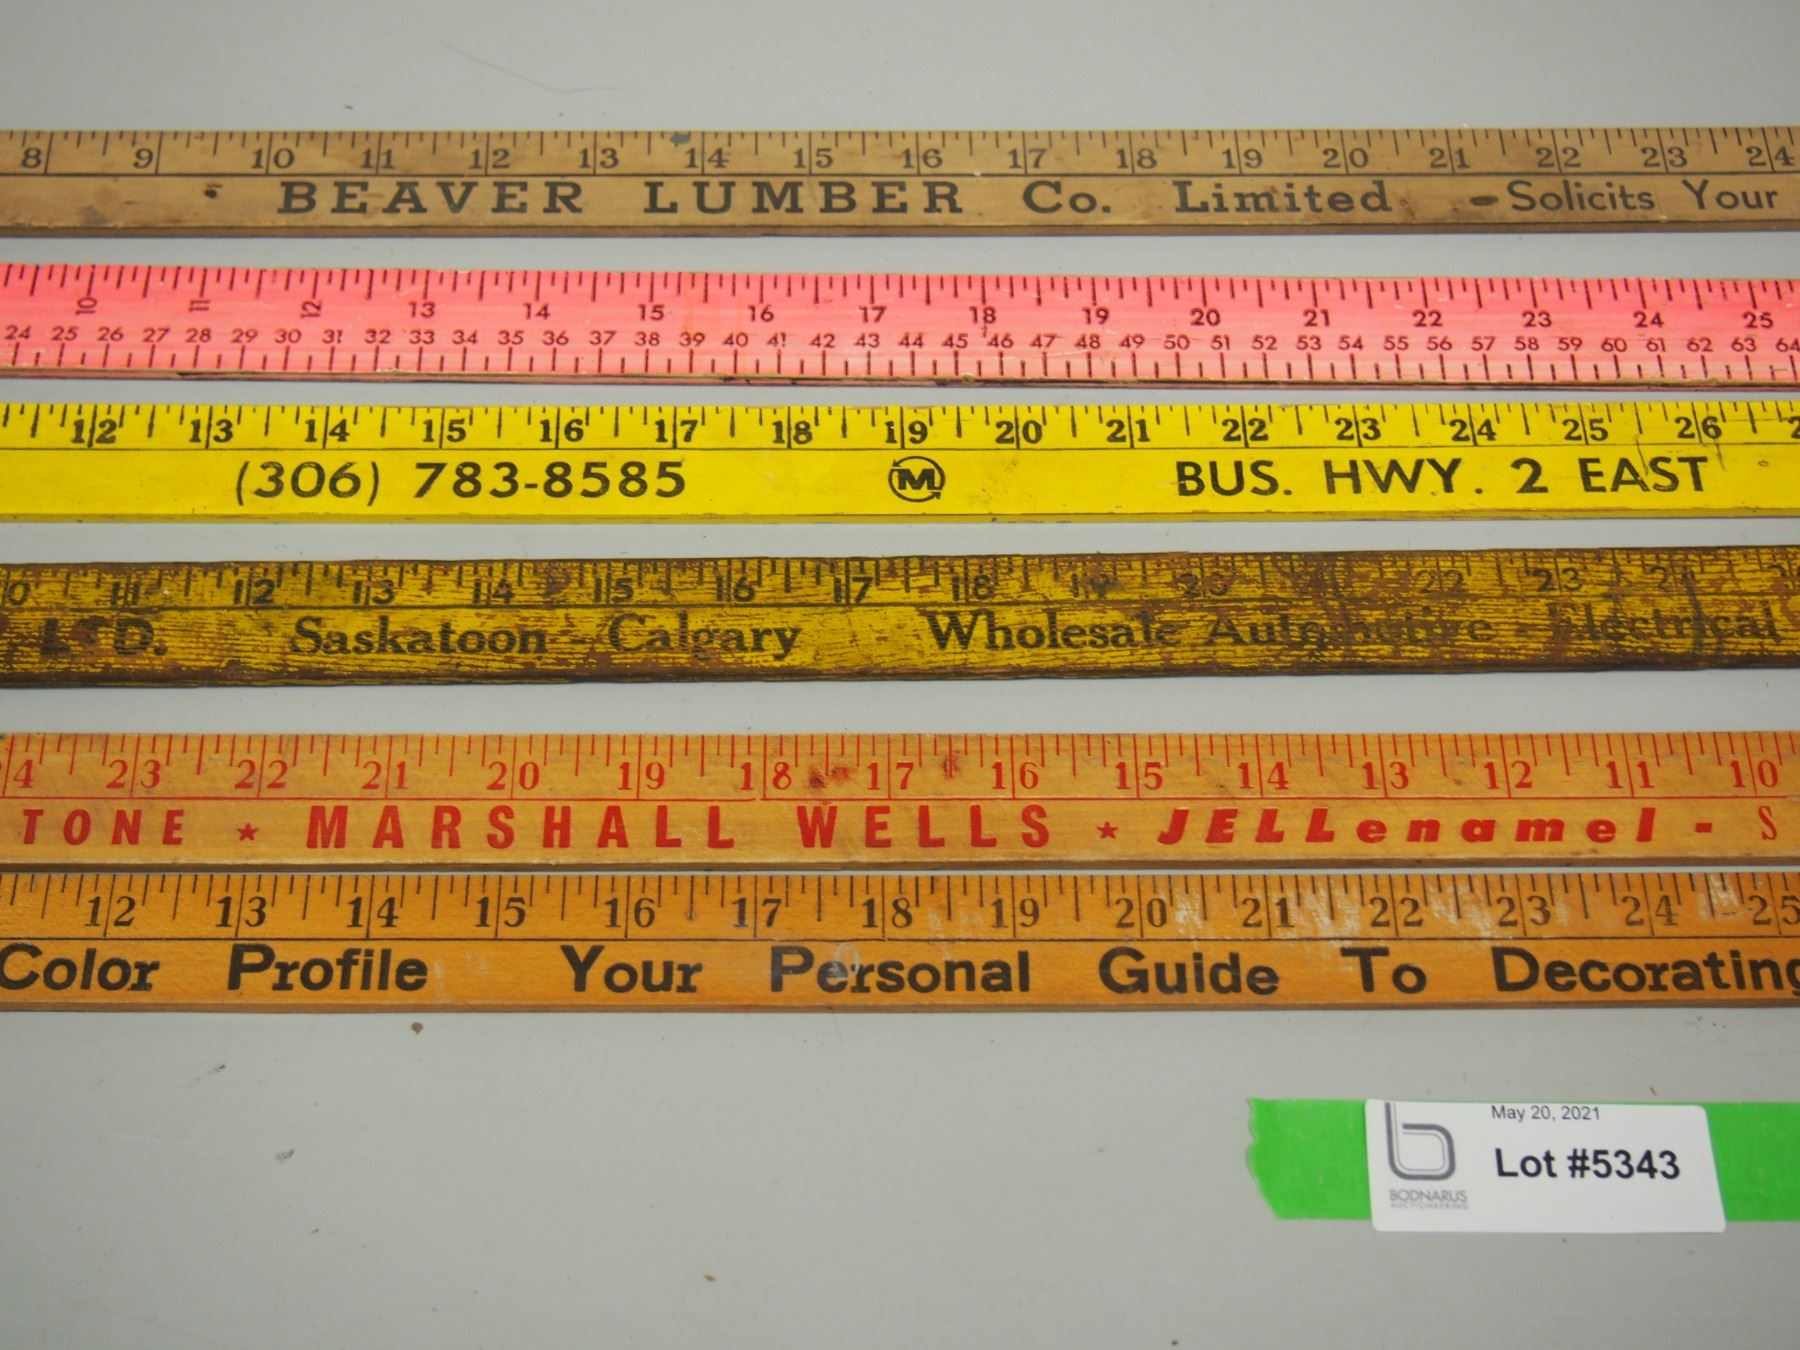 8 9 10 11 12 13 14 15 16 17 18 19 20 21 22 23 24
BEAVER LUMBER Co. Limited - Solicits Your
10 11 12 13 14 15 16 17 18 19 20 21 22 23 24 25
24 25 26 27 28 29 30 31 32 33 34 35 36 37 38 39 40 41 42 43 44 45 46 47 48 49 50 51 52 53 54 55 56 57 58 59 60 61 62 63 64
12 13 14 15 16 17 18 19 20 21 22 23 24 25 26
(306) 783-8585 M BUS. HWY. 2 EAST
11 12 13 14 15 16 17 18 19 20 22 23 24
LTD. Saskatoon - Calgary Wholesale Automotive - Electrical
24 23 22 21 20 19 18 17 16 15 14 13 12 11 10
TONE ★ MARSHALL WELLS ★ JELLenamel - S
12 13 14 15 16 17 18 19 20 21 22 23 24 25
Color Profile Your Personal Guide To Decorating
May 20, 2021
Lot #5343
BODNARUS
AUCTIONEERING